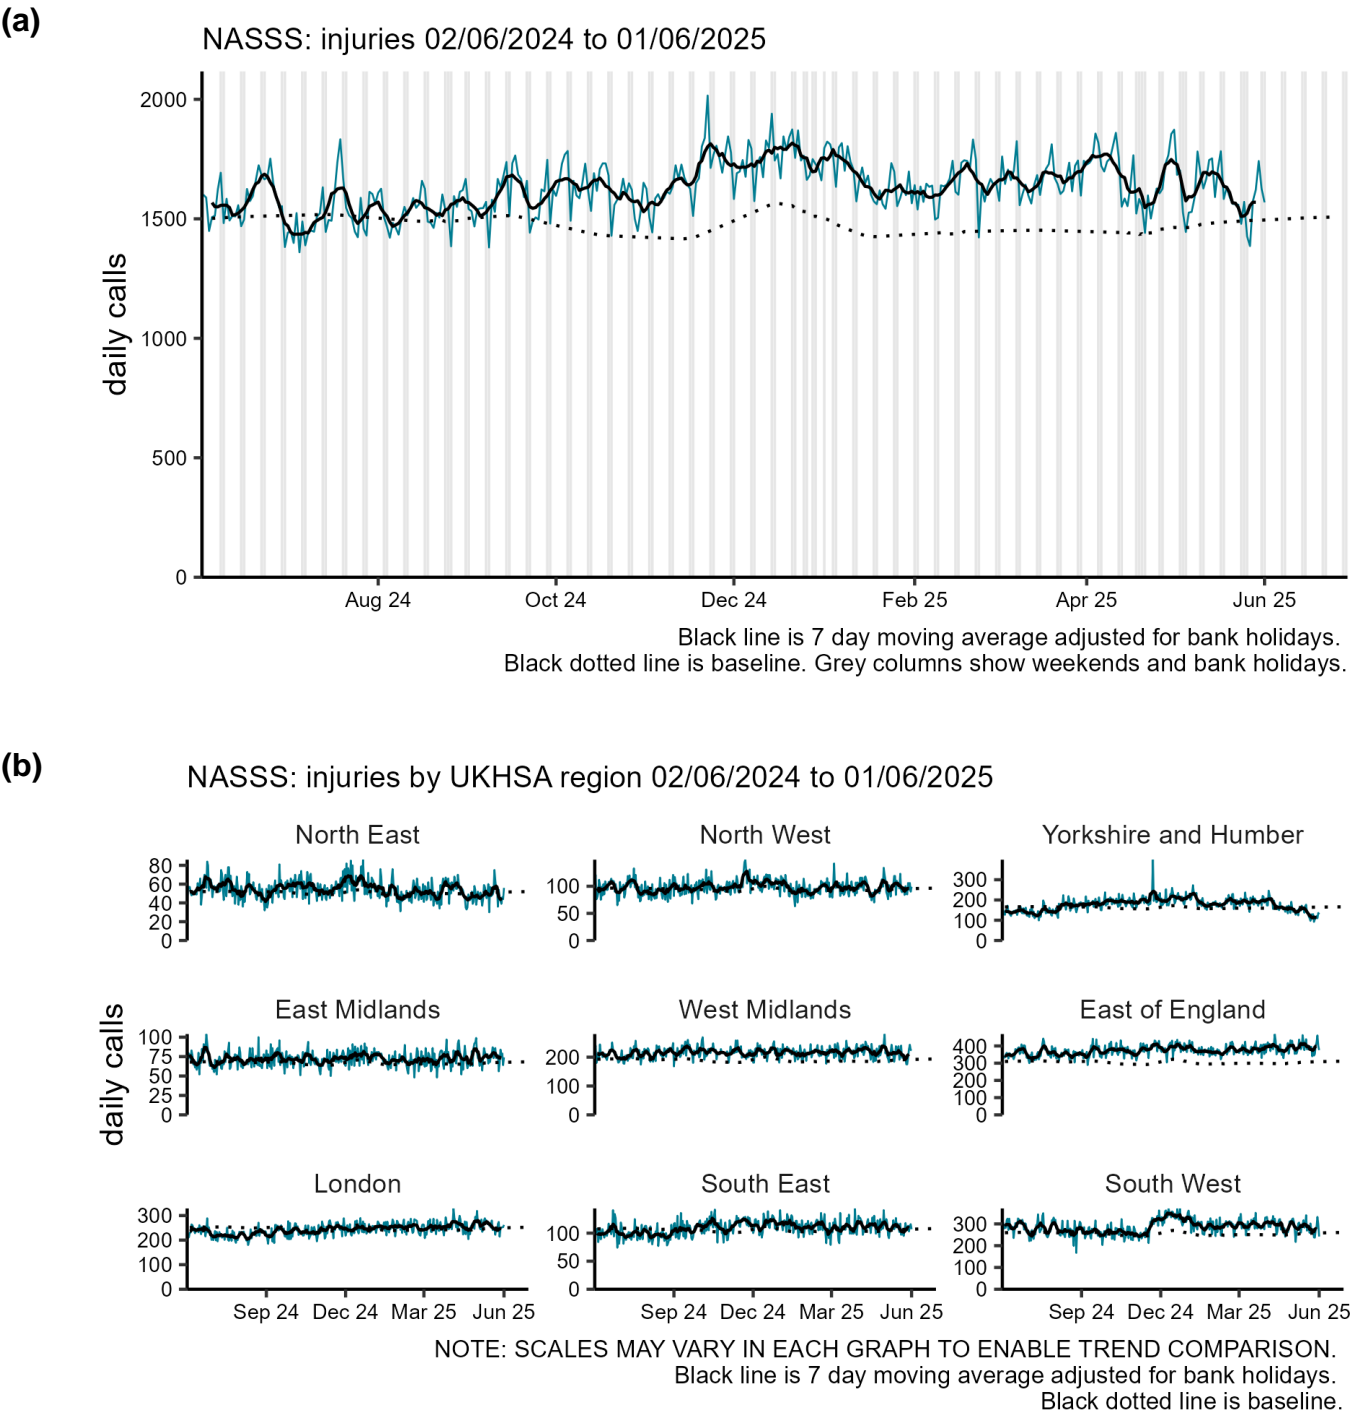 (a)
NASSS: injuries 02/06/2024 to 01/06/2025
daily calls
2000
1500
1000
500
0
Aug 24 Oct 24 Dec 24 Feb 25 Apr 25 Jun 25
Black line is 7 day moving average adjusted for bank holidays.
Black dotted line is baseline. Grey columns show weekends and bank holidays.
(b)
NASSS: injuries by UKHSA region 02/06/2024 to 01/06/2025
daily calls
North East
80
60
40
20
0
North West
100
50
0
Yorkshire and Humber
300
200
100
0
East Midlands
100
75
50
25
0
West Midlands
200
100
0
East of England
400
300
200
100
0
London
300
200
100
0
South East
100
50
0
South West
300
200
100
0
Sep 24 Dec 24 Mar 25 Jun 25
Sep 24 Dec 24 Mar 25 Jun 25
Sep 24 Dec 24 Mar 25 Jun 25
NOTE: SCALES MAY VARY IN EACH GRAPH TO ENABLE TREND COMPARISON.
Black line is 7 day moving average adjusted for bank holidays.
Black dotted line is baseline.